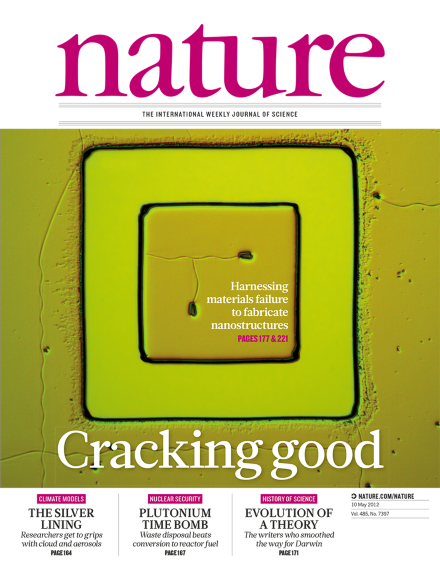 nature
THE INTERNATIONAL WEEKLY JOURNAL OF SCIENCE
Harnessing
materials failure
to fabricate
nanostructures
PAGES 177 & 221
Cracking good
CLIMATE MODELS
THE SILVER
LINING
Researchers get to grips
with cloud and aerosols
PAGE 164
NUCLEAR SECURITY
PLUTONIUM
TIME BOMB
Waste disposal beats
conversion to reactor fuel
PAGE 167
HISTORY OF SCIENCE
EVOLUTION OF
A THEORY
The writers who smoothed
the way for Darwin
PAGE 171
NATURE.COM/NATURE
10 May 2012
Vol. 485, No. 7397